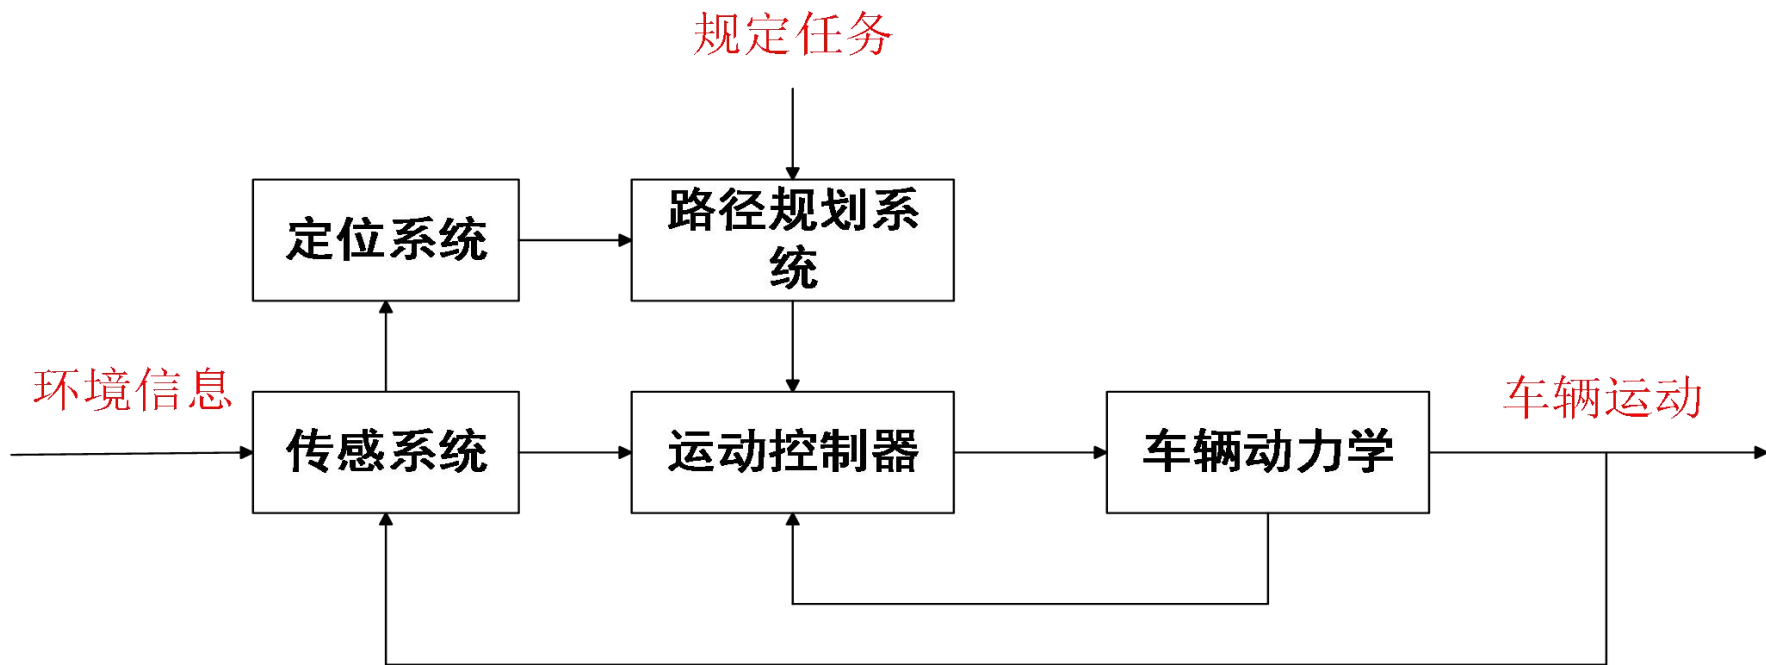 规定任务
定位系统
路径规划系
统
环境信息
传感系统
运动控制器
车辆动力学
车辆运动